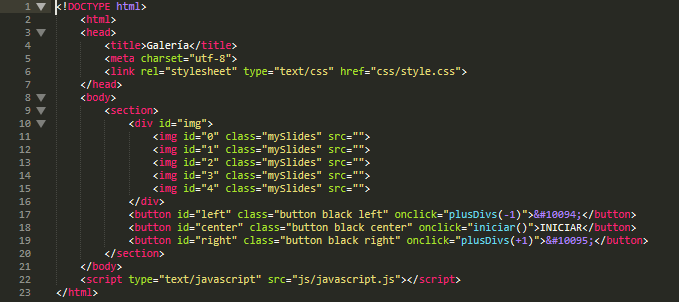 1 <!DOCTYPE html>
2 <html>
3 <head>
4 <title>Galería</title>
5 <meta charset="utf-8">
6 <link rel="stylesheet" type="text/css" href="css/style.css">
7 </head>
8 <body>
9 <section>
10 <div id="img">
11 <img id="0" class="mySlides" src="">
12 <img id="1" class="mySlides" src="">
13 <img id="2" class="mySlides" src="">
14 <img id="3" class="mySlides" src="">
15 <img id="4" class="mySlides" src="">
16 </div>
17 <button id="left" class="button black left" onclick="plusDivs(-1)">&#10094;</button>
18 <button id="center" class="button black center" onclick="iniciar()">INICIAR</button>
19 <button id="right" class="button black right" onclick="plusDivs(+1)">&#10095;</button>
20 </section>
21 </body>
22 <script type="text/javascript" src="js/javascript.js"></script>
23 </html>